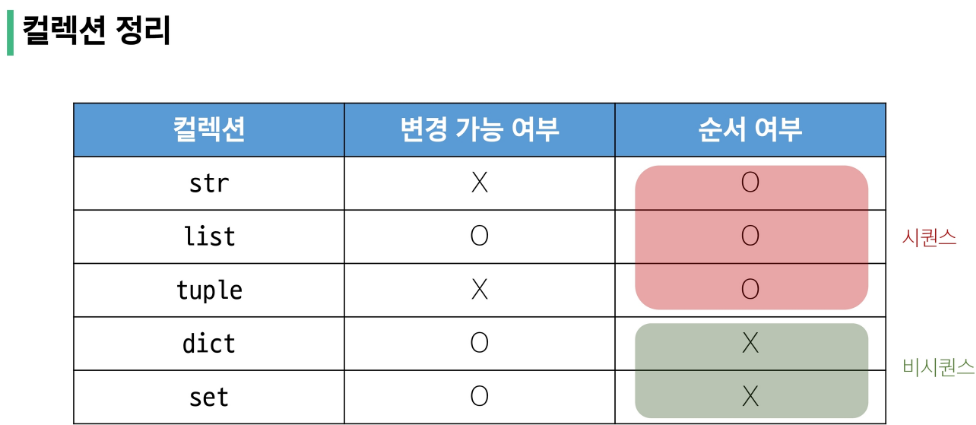 컬렉션 정리
컬렉션 변경 가능 여부 순서 여부
str X O
list O O
시퀀스
tuple X O
dict O X
비시퀀스
set O X